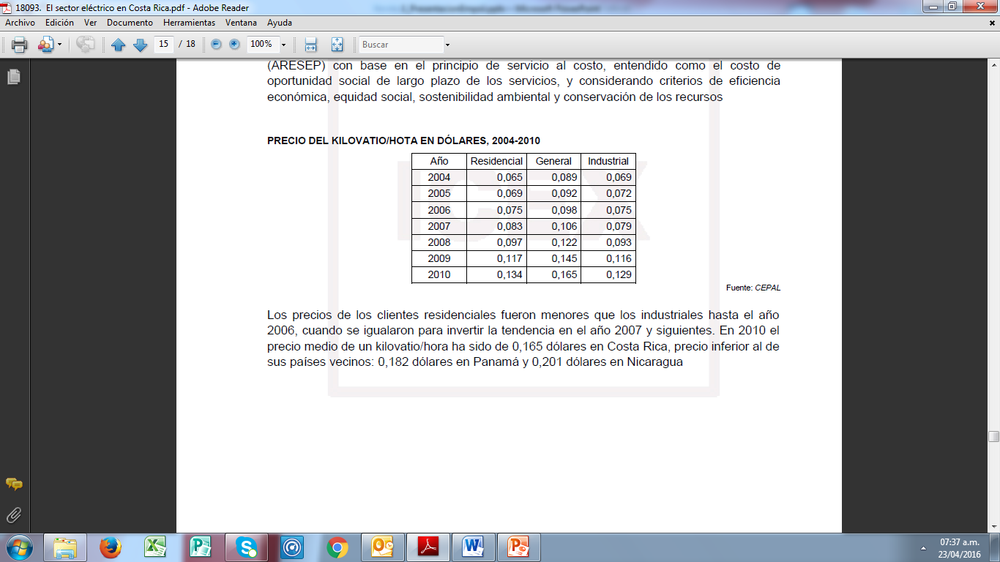 18093. El sector eléctrico en Costa Rica.pdf - Adobe Reader
Archivo Edición Ver Documento Herramientas Ventana Ayuda
15 / 18 100% Buscar
(ARESEP) con base en el principio de servicio al costo, entendido como el costo de
oportunidad social de largo plazo de los servicios, y considerando criterios de eficiencia
económica, equidad social, sostenibilidad ambiental y conservación de los recursos
PRECIO DEL KILOVATIO/HOTA EN DÓLARES, 2004-2010
Año Residencial General Industrial
2004 0,065 0,089 0,069
2005 0,069 0,092 0,072
2006 0,075 0,098 0,075
2007 0,083 0,106 0,079
2008 0,097 0,122 0,093
2009 0,117 0,145 0,116
2010 0,134 0,165 0,129
ICEX
Fuente: CEPAL
Los precios de los clientes residenciales fueron menores que los industriales hasta el año
2006, cuando se igualaron para invertir la tendencia en el año 2007 y siguientes. En 2010 el
precio medio de un kilovatio/hora ha sido de 0,165 dólares en Costa Rica, precio inferior al de
sus países vecinos: 0,182 dólares en Panamá y 0,201 dólares en Nicaragua
07:37 a.m.
23/04/2016